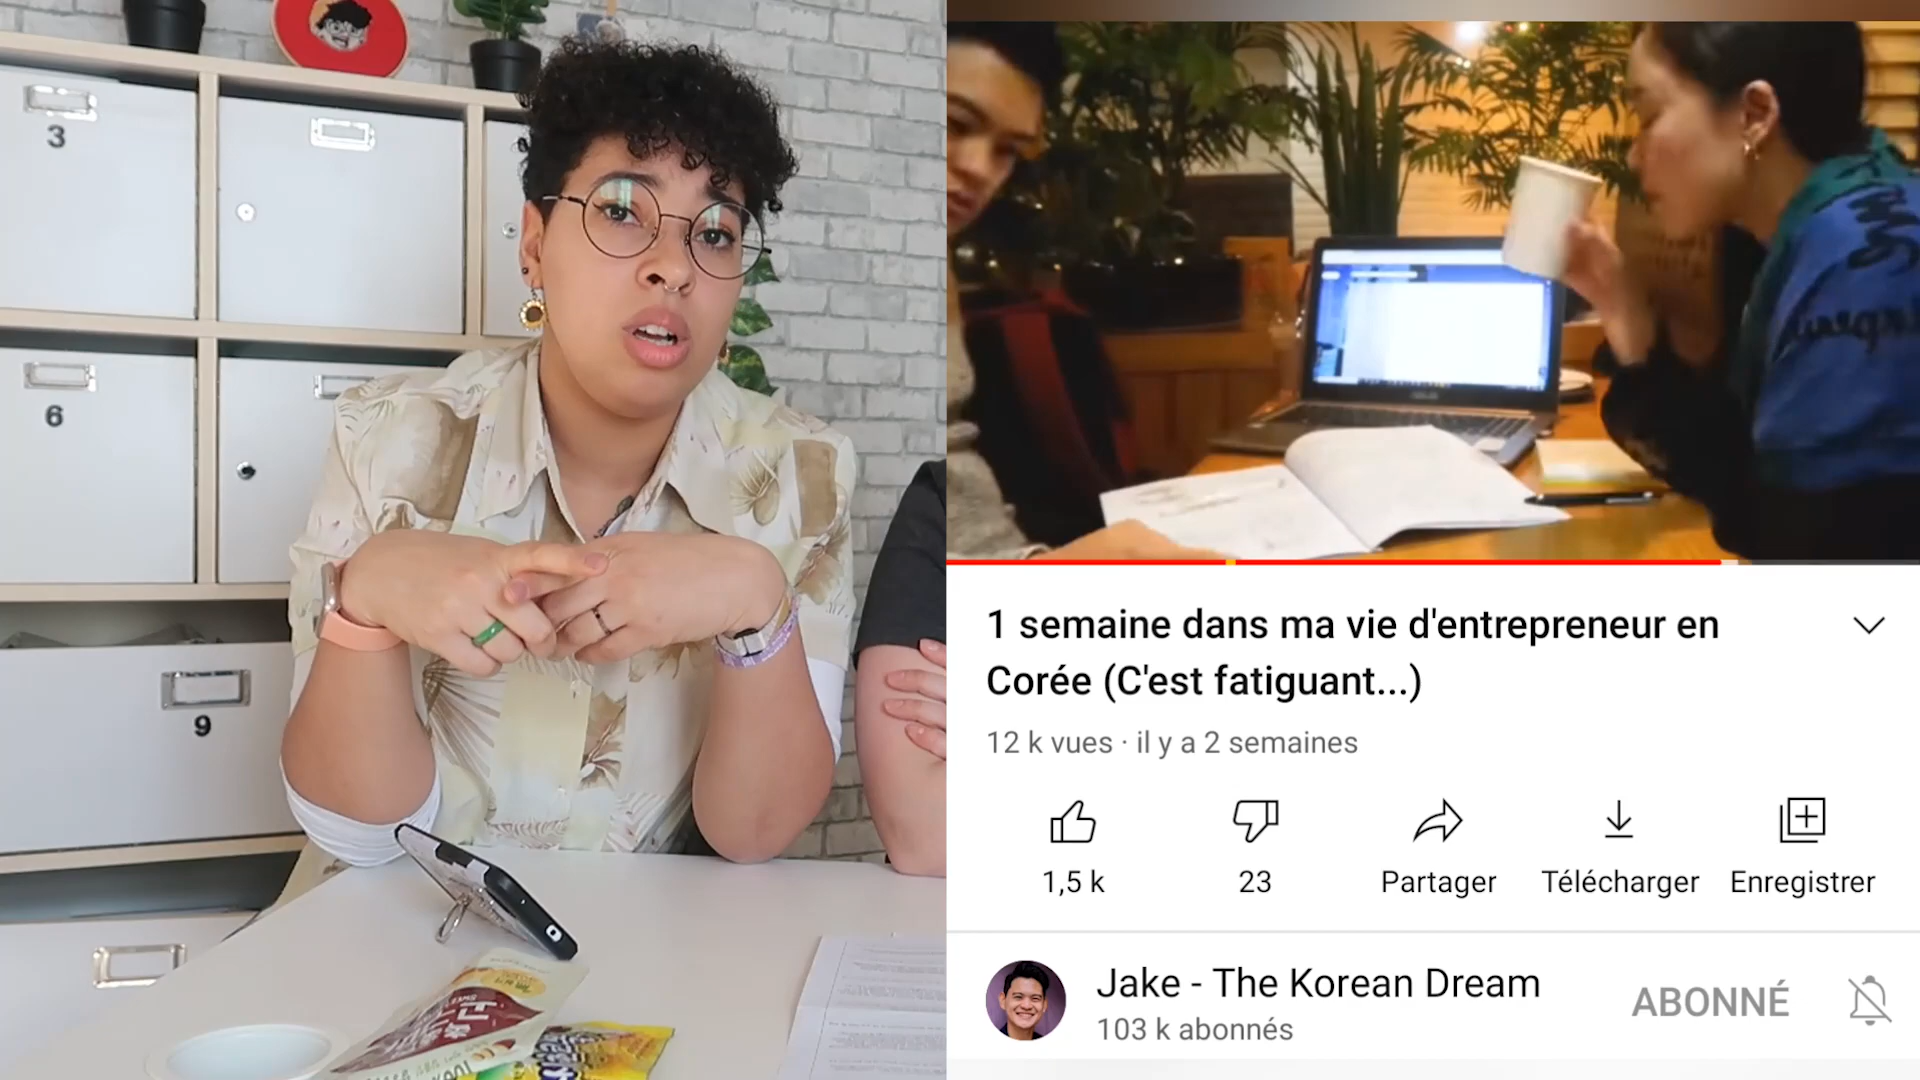 3
6
9
1 semaine dans ma vie d'entrepreneur en
Corée (C'est fatiguant...)
12 k vues · il y a 2 semaines
1,5 k
23
Partager
Télécharger
Enregistrer
Jake - The Korean Dream
103 k abonnés
ABONNÉ